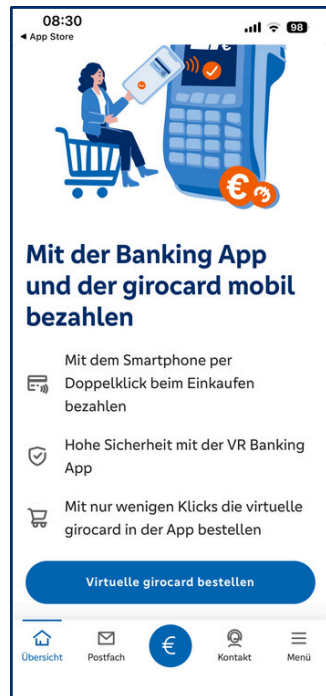 08:30
98
App Store
€
€
Mit der Banking App
und der girocard mobil
bezahlen
Mit dem Smartphone per
Doppelklick beim Einkaufen
bezahlen
Hohe Sicherheit mit der VR Banking
App
Mit nur wenigen Klicks die virtuelle
girocard in der App bestellen
Virtuelle girocard bestellen
€
Übersicht Postfach Kontakt Menü